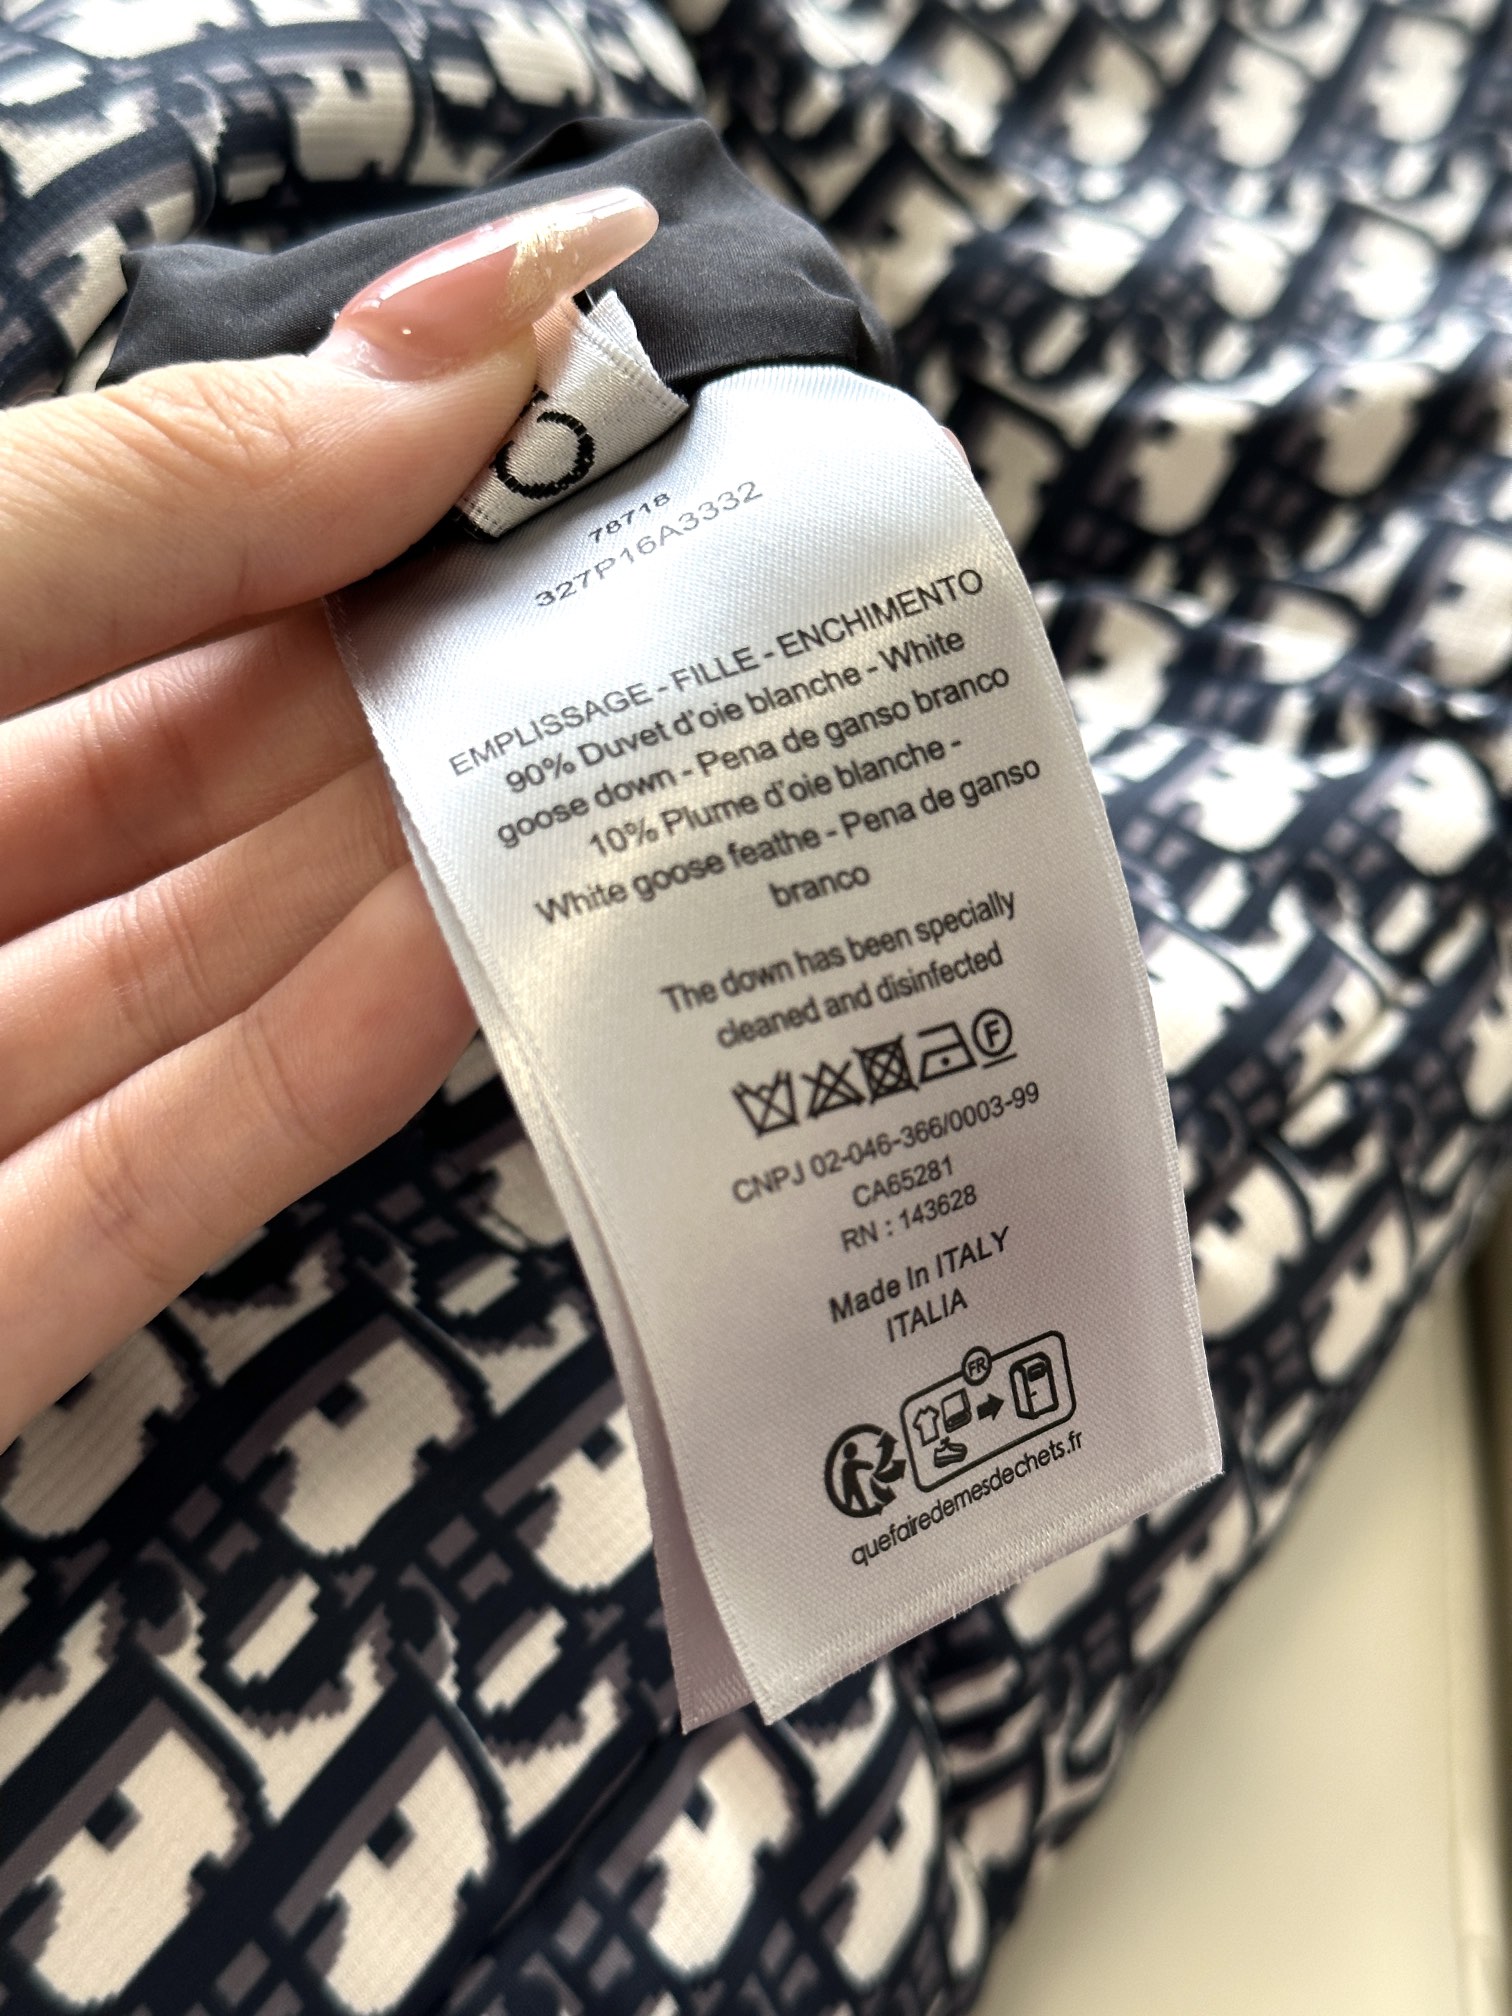 6
78718
327P16A3332
EMPLISSAGE - FILLE - ENCHIMENTO
90% Duvet d'oie blanche - White
goose down - Pena de ganso branco
10% Plume d'oie blanche -
White goose feathe - Pena de ganso
branco
The down has been specially
cleaned and disinfected
F
CNPJ 02-046-366/0003-99
CA65281
RN : 143628
Made In ITALY
ITALIA
FR
quefairedemesdechets.fr